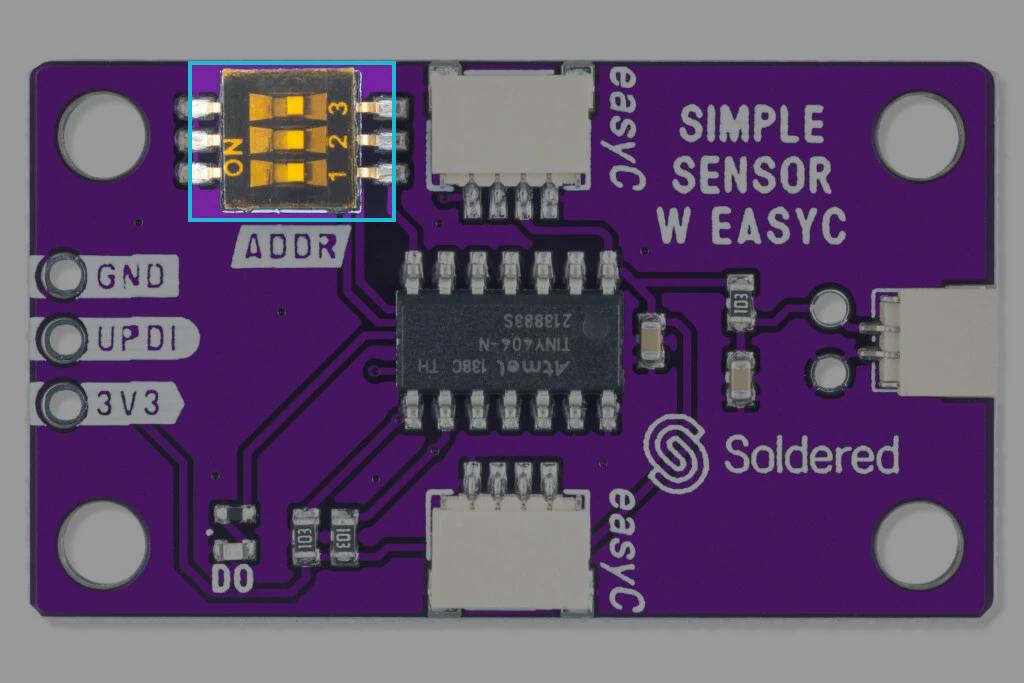 ON
1 2 3
ADDR
easyC
SIMPLE
SENSOR
W EASYC
GND
UPDI
3V3
Atmel 138C TH
TINY404-N
213883S
103
Soldered
D0
103
103
easyC